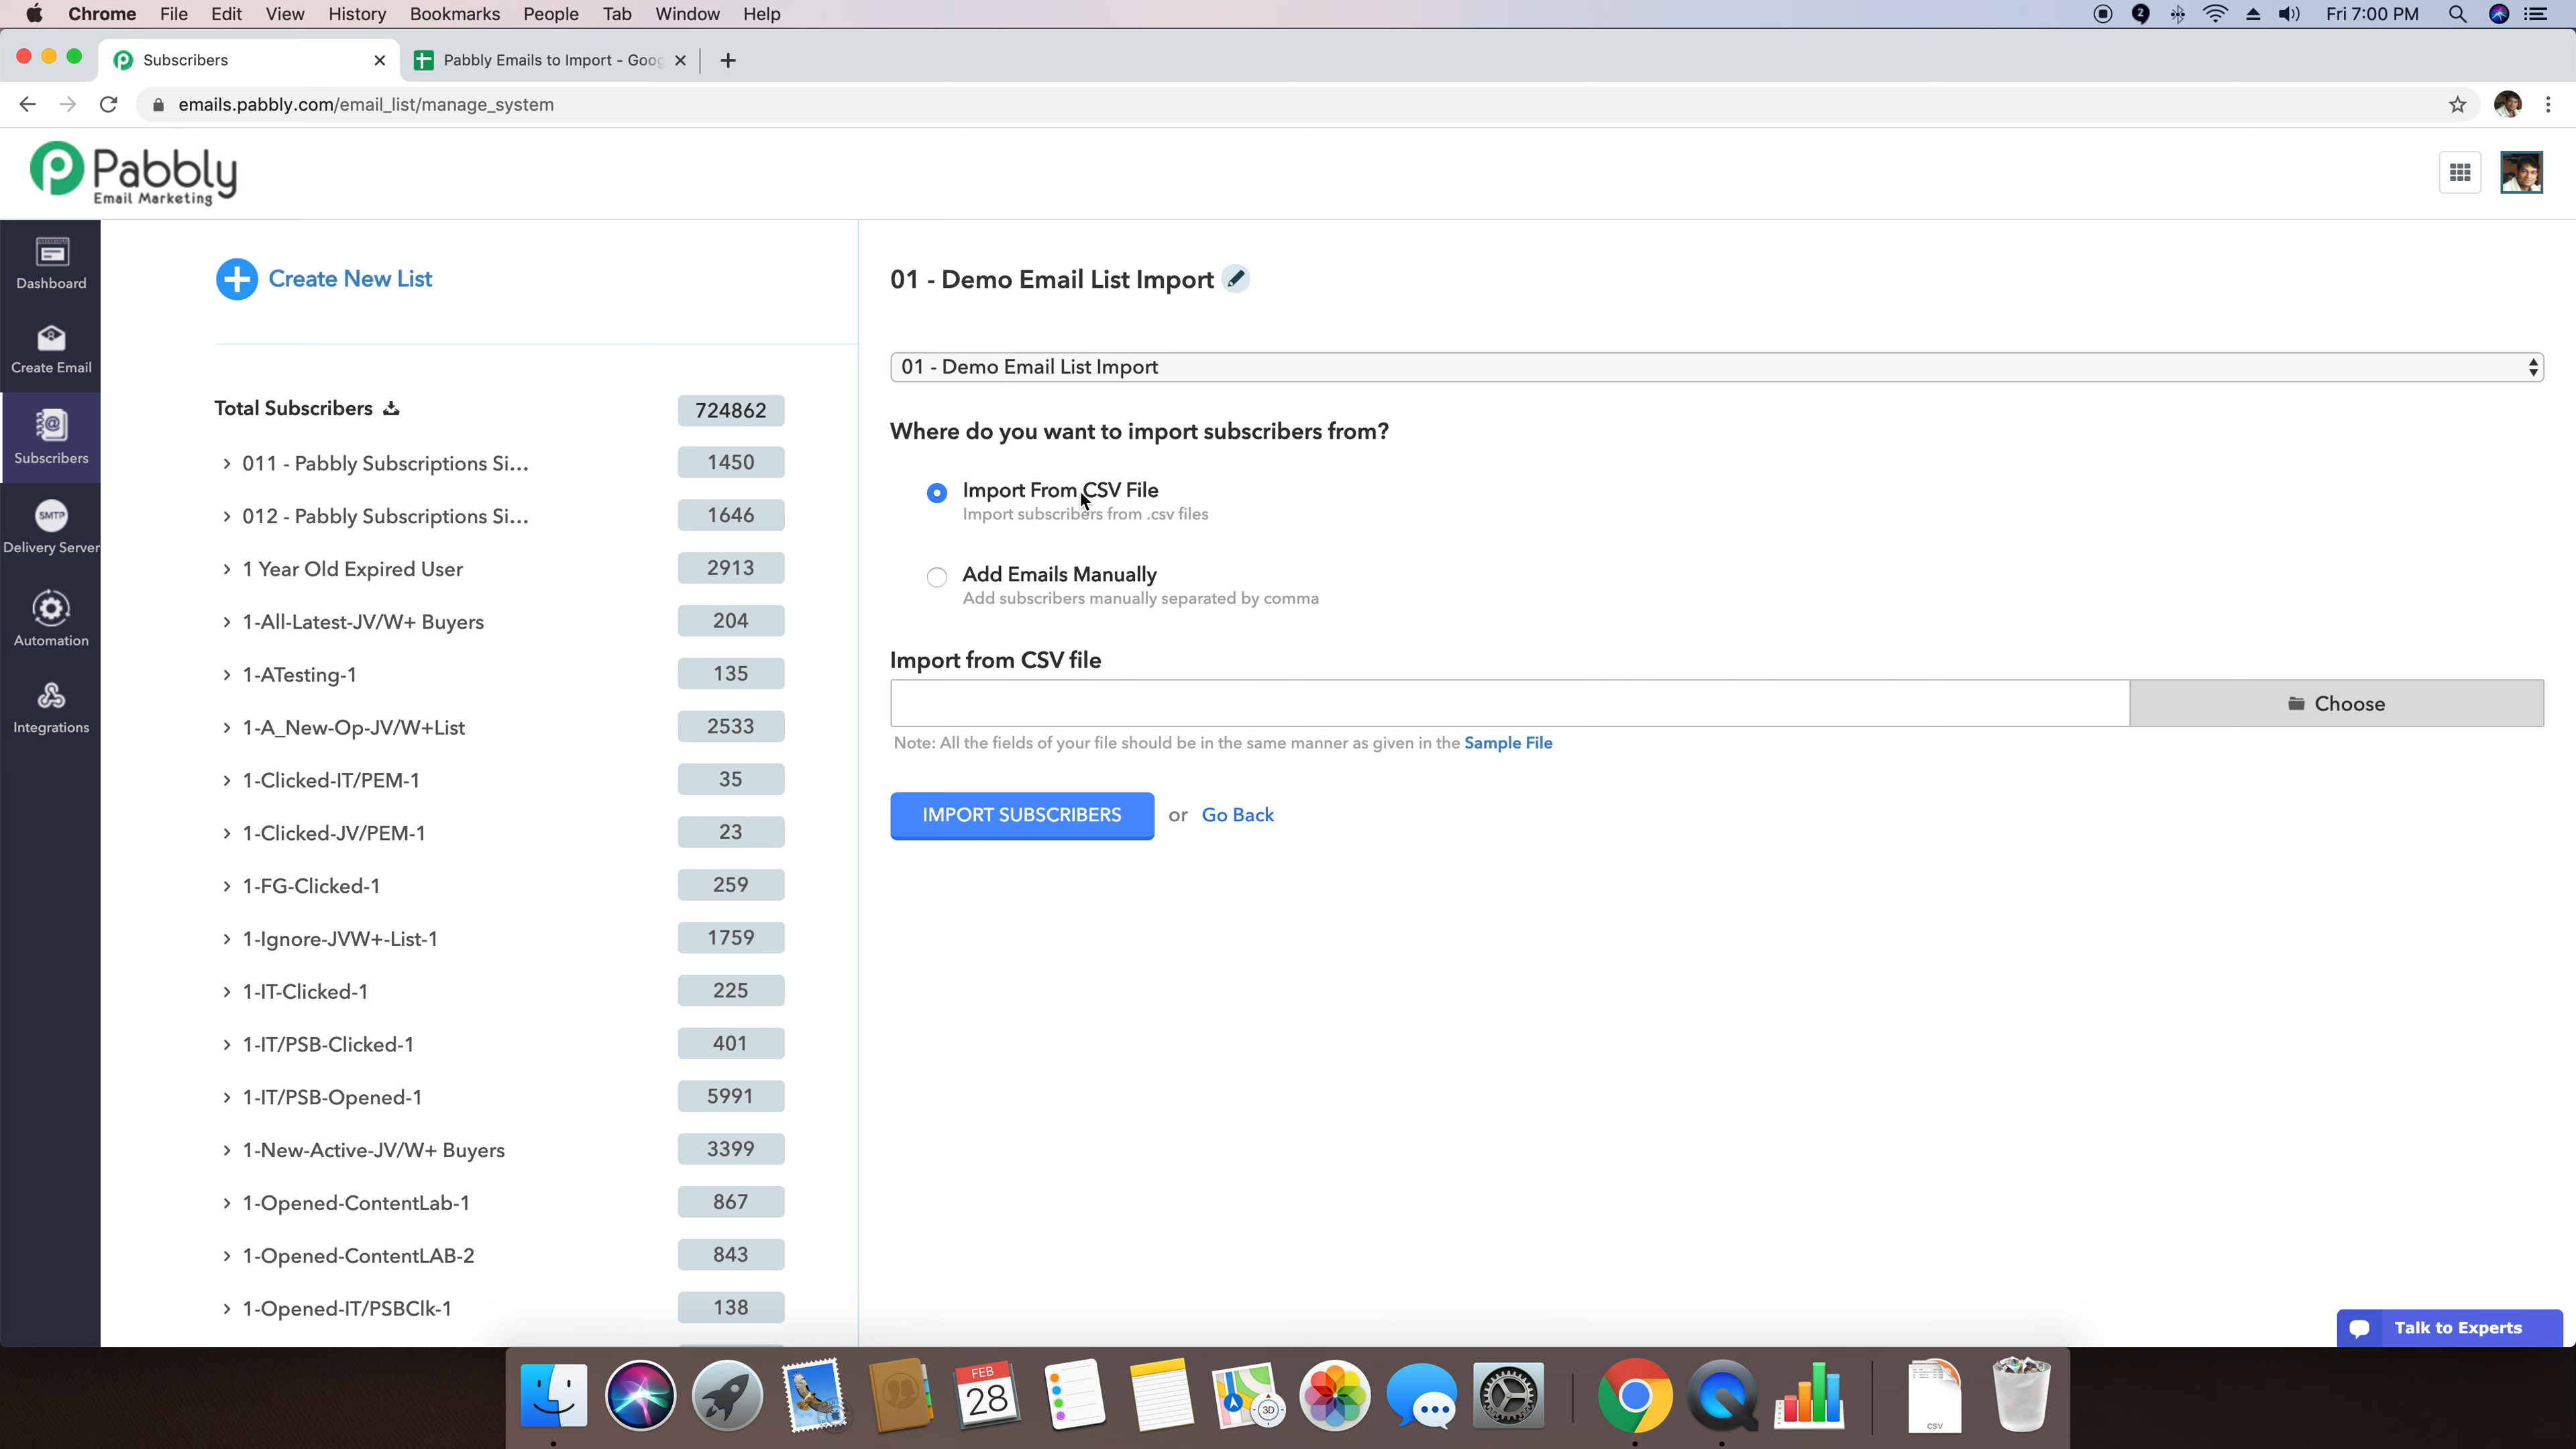 Chrome File Edit View History Bookmarks People Tab Window Help
2 Fri 7:00 PM
Subscribers
Pabbly Emails to Import - Goog
emails.pabbly.com/email_list/manage_system
Pabbly
Email Marketing
Dashboard
Create Email
Subscribers
SMTP
Delivery Server
Automation
Integrations
Create New List
Total Subscribers 724862
011 - Pabbly Subscriptions Si... 1450
012 - Pabbly Subscriptions Si... 1646
1 Year Old Expired User 2913
1-All-Latest-JV/W+ Buyers 204
1-ATesting-1 135
1-A_New-Op-JV/W+List 2533
1-Clicked-IT/PEM-1 35
1-Clicked-JV/PEM-1 23
1-FG-Clicked-1 259
1-Ignore-JVW+-List-1 1759
1-IT-Clicked-1 225
1-IT/PSB-Clicked-1 401
1-IT/PSB-Opened-1 5991
1-New-Active-JV/W+ Buyers 3399
1-Opened-ContentLab-1 867
1-Opened-ContentLAB-2 843
1-Opened-IT/PSBClk-1 138
01 - Demo Email List Import
01 - Demo Email List Import
Where do you want to import subscribers from?
Import From CSV File
Import subscribers from .csv files
Add Emails Manually
Add subscribers manually separated by comma
Import from CSV file
Choose
Note: All the fields of your file should be in the same manner as given in the Sample File
IMPORT SUBSCRIBERS or Go Back
Talk to Experts
FEB
28
3D
CSV